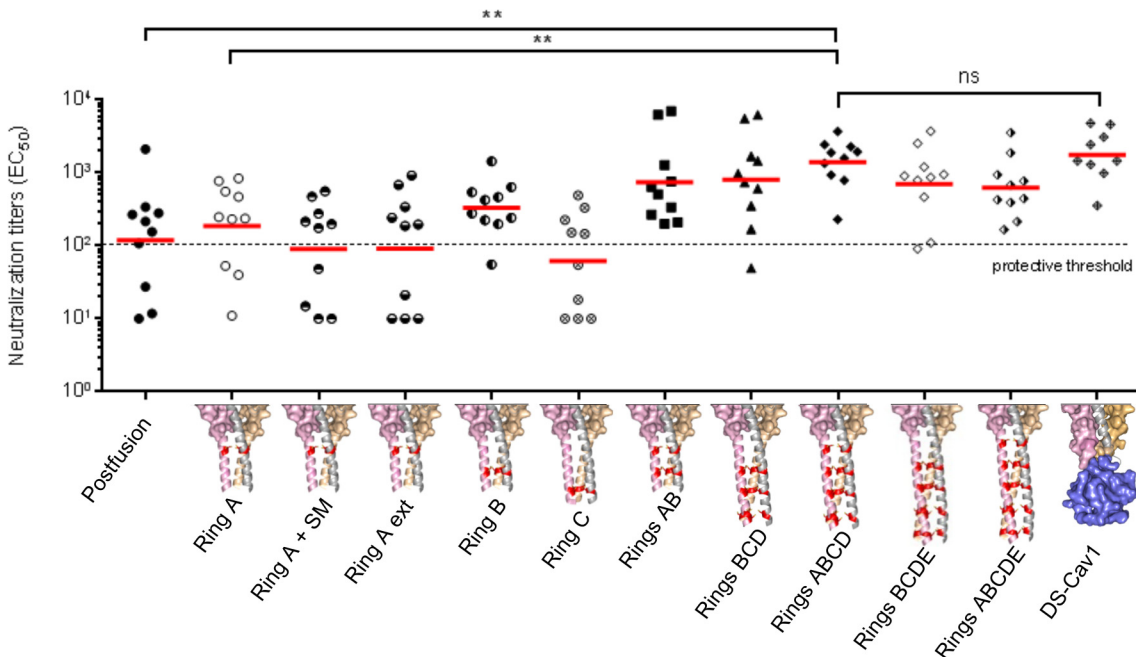 **
**
ns
10⁴
10³
10²
10¹
10⁰
Neutralization titers (EC₅₀)
protective threshold
Postfusion
Ring A
Ring A + SM
Ring A ext
Ring B
Ring C
Rings AB
Rings BCD
Rings ABCD
Rings BCDE
Rings ABCDE
DS-Cav1